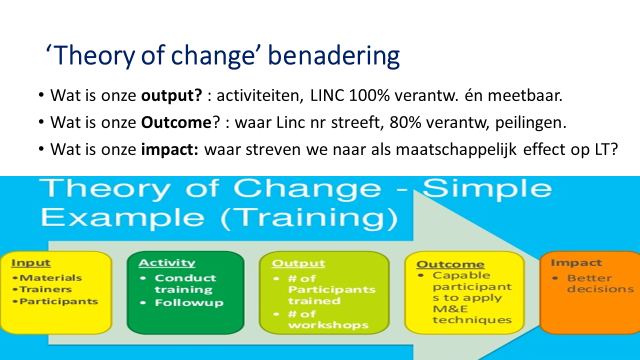 ‘Theory of change’ benadering
• Wat is onze output? : activiteiten, LINC 100% verantw. én meetbaar.
• Wat is onze Outcome? : waar Linc nr streeft, 80% verantw, peilingen.
• Wat is onze impact: waar streven we naar als maatschappelijk effect op LT?
Theory of Change - Simple
Example (Training)
Input
•Materials
•Trainers
•Participants
Activity
• Conduct
training
• Followup
Output
• # of
Participants
trained
• # of
workshops
Outcome
• Capable
participant
s to apply
M&E
techniques
Impact
• Better
decisions